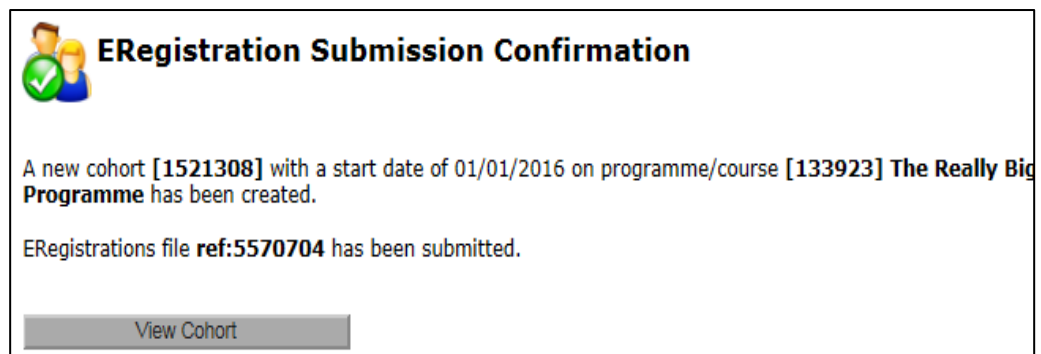 ERegistration Submission Confirmation
A new cohort [1521308] with a start date of 01/01/2016 on programme/course [133923] The Really Big
Programme has been created.
ERegistrations file ref:5570704 has been submitted.
View Cohort